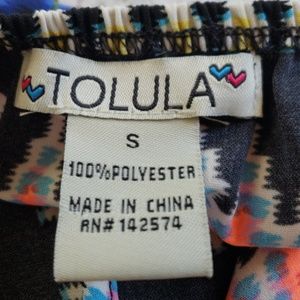 TOLULA
S
100%POLYESTER
MADE IN CHINA
RN# 142574